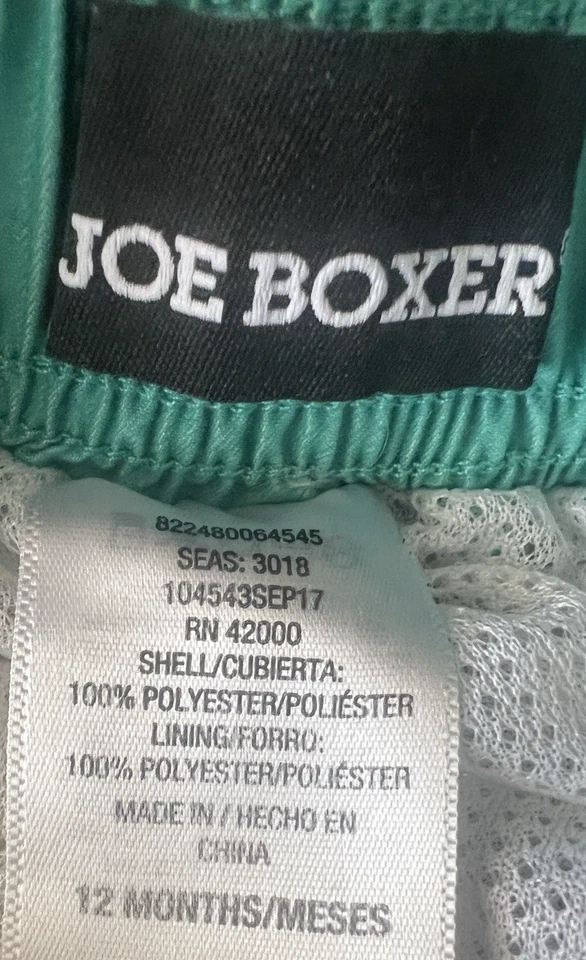 JOE BOXER
822480064545
SEAS: 3018
104543SEP17
RN 42000
SHELL/CUBIERTA:
100% POLYESTER/POLIÉSTER
LINING/FORRO:
100% POLYESTER/POLIÉSTER
MADE IN / HECHO EN
CHINA
12 MONTHS/MESES